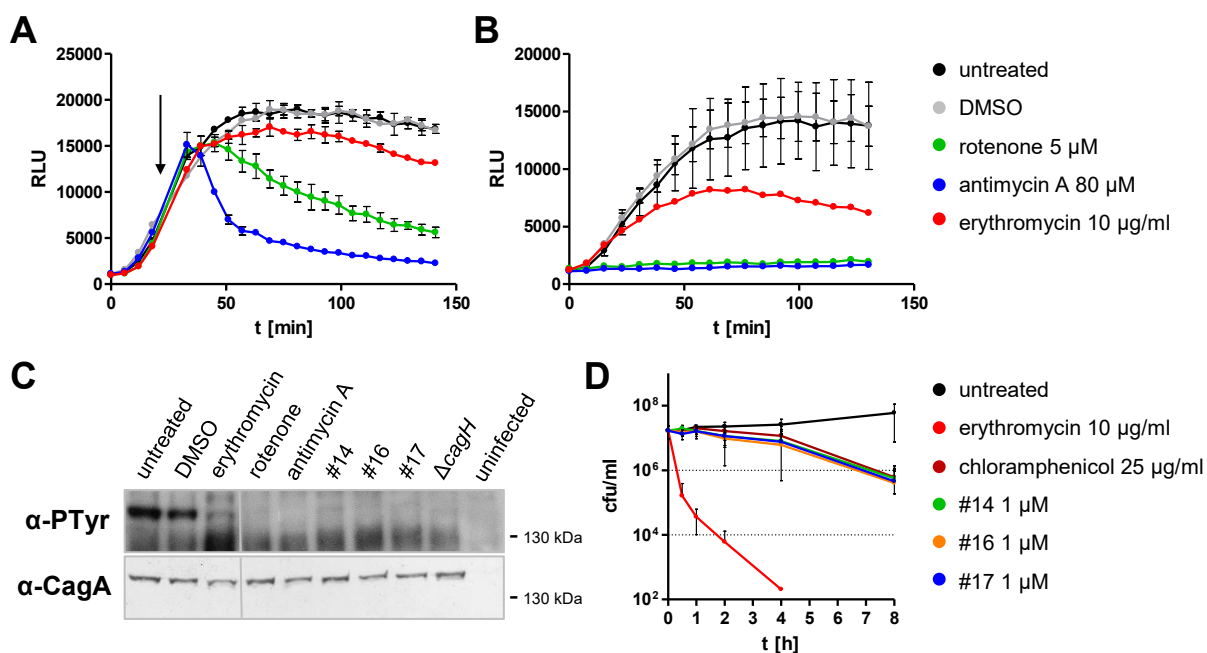 A
25000
20000
15000
10000
5000
0
RLU
0
50
100
150
t [min]
B
20000
15000
10000
5000
0
RLU
0
50
100
150
t [min]
untreated
DMSO
rotenone 5 µM
antimycin A 80 µM
erythromycin 10 µg/ml
C
untreated
DMSO
erythromycin
rotenone
antimycin A
#14
#16
#17
ΔcagH
uninfected
α-PTyr
- 130 kDa
α-CagA
- 130 kDa
D
10⁸
10⁶
10⁴
10²
cfu/ml
0 1 2 3 4 5 6 7 8
t [h]
untreated
erythromycin 10 µg/ml
chloramphenicol 25 µg/ml
#14 1 µM
#16 1 µM
#17 1 µM